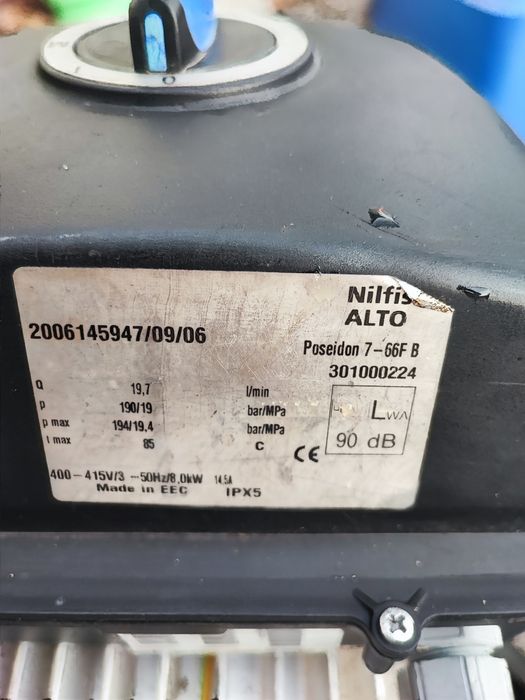 Nilfis
ALTO
2006145947/09/06
Poseidon 7-66F B
301000224
Q 19,7 l/min
p 190/19 bar/MPa
p max 194/19,4 bar/MPa
t max 85 C
CE
LWA
90 dB
400-415V/3 ~50Hz/8,0kW 14,5A
Made in EEC IPX5